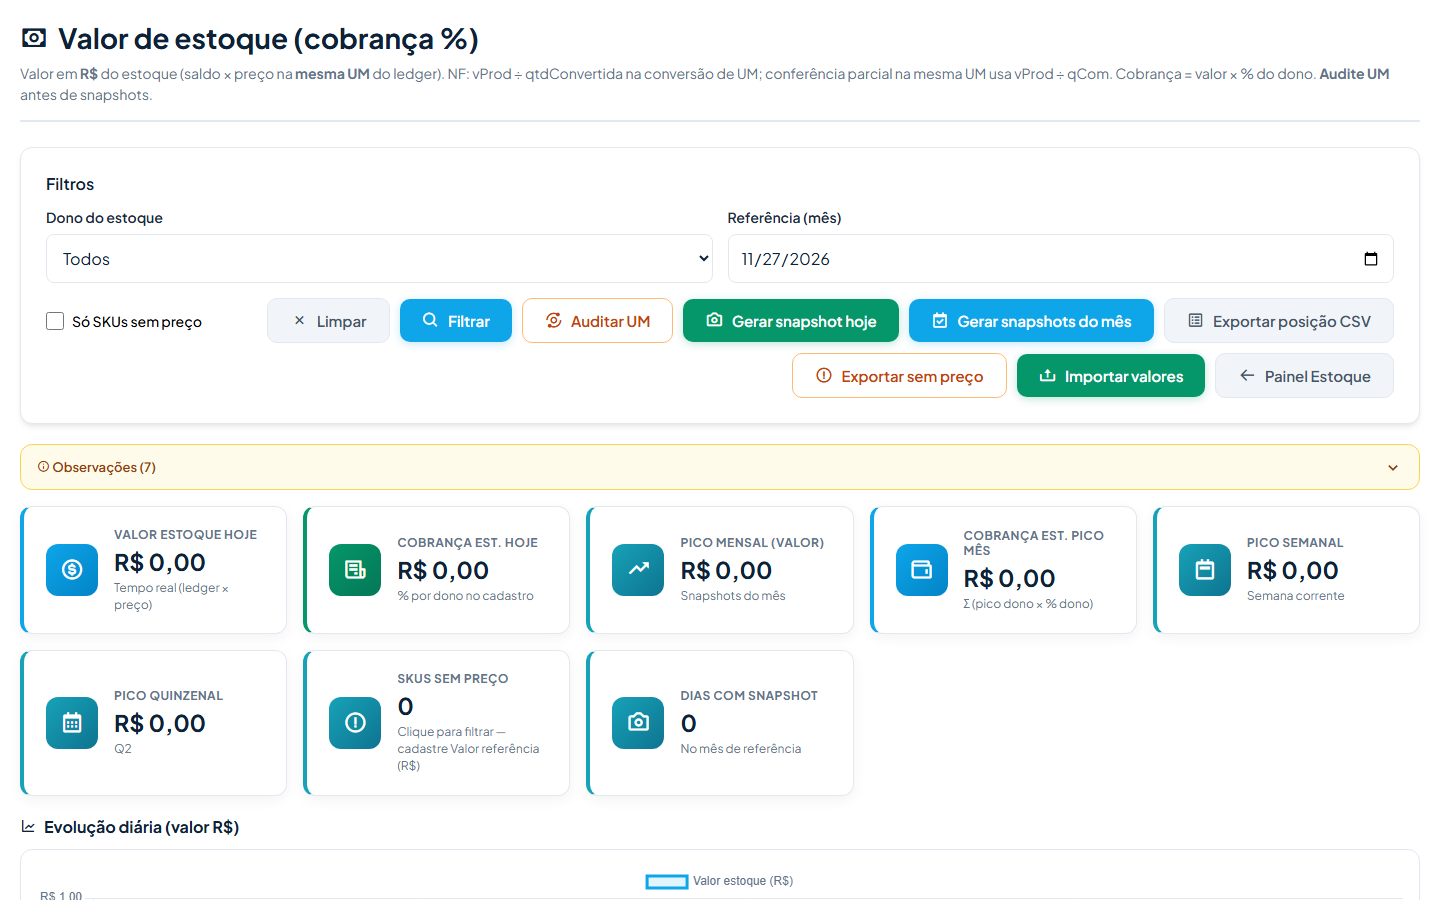 Valor de estoque (cobrança %)
Valor em R$ do estoque (saldo × preço na mesma UM do ledger). NF: vProd ÷ qtdConvertida na conversão de UM; conferência parcial na mesma UM usa vProd ÷ qCom. Cobrança = valor × % do dono. Audite UM
antes de snapshots.
Filtros
Dono do estoque
Referência (mês)
Todos
11/27/2026
Só SKUs sem preço
Limpar
Filtrar
Auditar UM
Gerar snapshot hoje
Gerar snapshots do mês
Exportar posição CSV
Exportar sem preço
Importar valores
Painel Estoque
Observações (7)
VALOR ESTOQUE HOJE
R$ 0,00
Tempo real (ledger ×
preço)
COBRANÇA EST. HOJE
R$ 0,00
% por dono no cadastro
PICO MENSAL (VALOR)
R$ 0,00
Snapshots do mês
COBRANÇA EST. PICO
MÊS
R$ 0,00
Σ (pico dono × % dono)
PICO SEMANAL
R$ 0,00
Semana corrente
PICO QUINZENAL
R$ 0,00
Q2
SKUS SEM PREÇO
0
Clique para filtrar —
cadastre Valor referência
(R$)
DIAS COM SNAPSHOT
0
No mês de referência
Evolução diária (valor R$)
Valor estoque (R$)
R$ 1,00